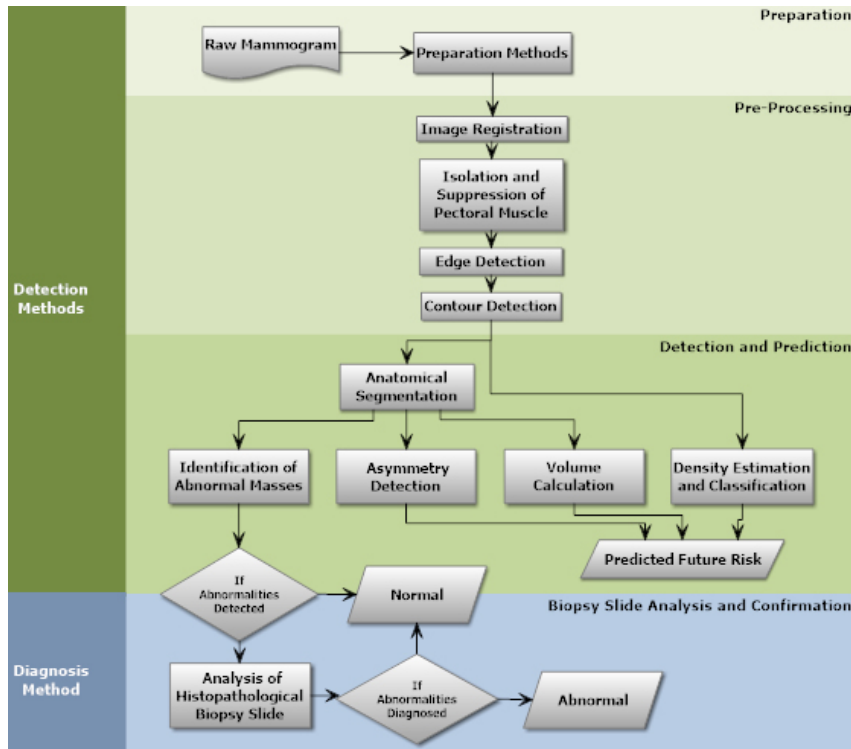 Preparation
Raw Mammogram
Preparation Methods
Pre-Processing
Image Registration
Isolation and
Suppression of
Pectoral Muscle
Edge Detection
Contour Detection
Detection
Methods
Detection and Prediction
Anatomical
Segmentation
Identification of
Abnormal Masses
Asymmetry
Detection
Volume
Calculation
Density Estimation
and Classification
Predicted Future Risk
If
Abnormalities
Detected
Normal
Biopsy Slide Analysis and Confirmation
Diagnosis
Method
Analysis of
Histopathological
Biopsy Slide
If
Abnormalities
Diagnosed
Abnormal